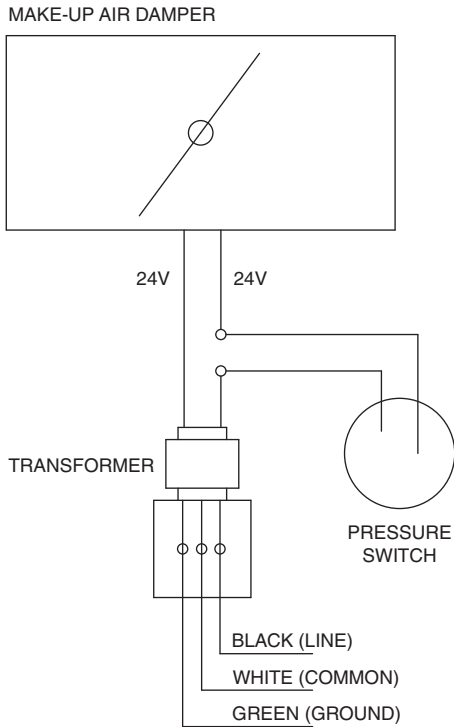 MAKE-UP AIR DAMPER
24V
24V
TRANSFORMER
PRESSURE
SWITCH
BLACK (LINE)
WHITE (COMMON)
GREEN (GROUND)